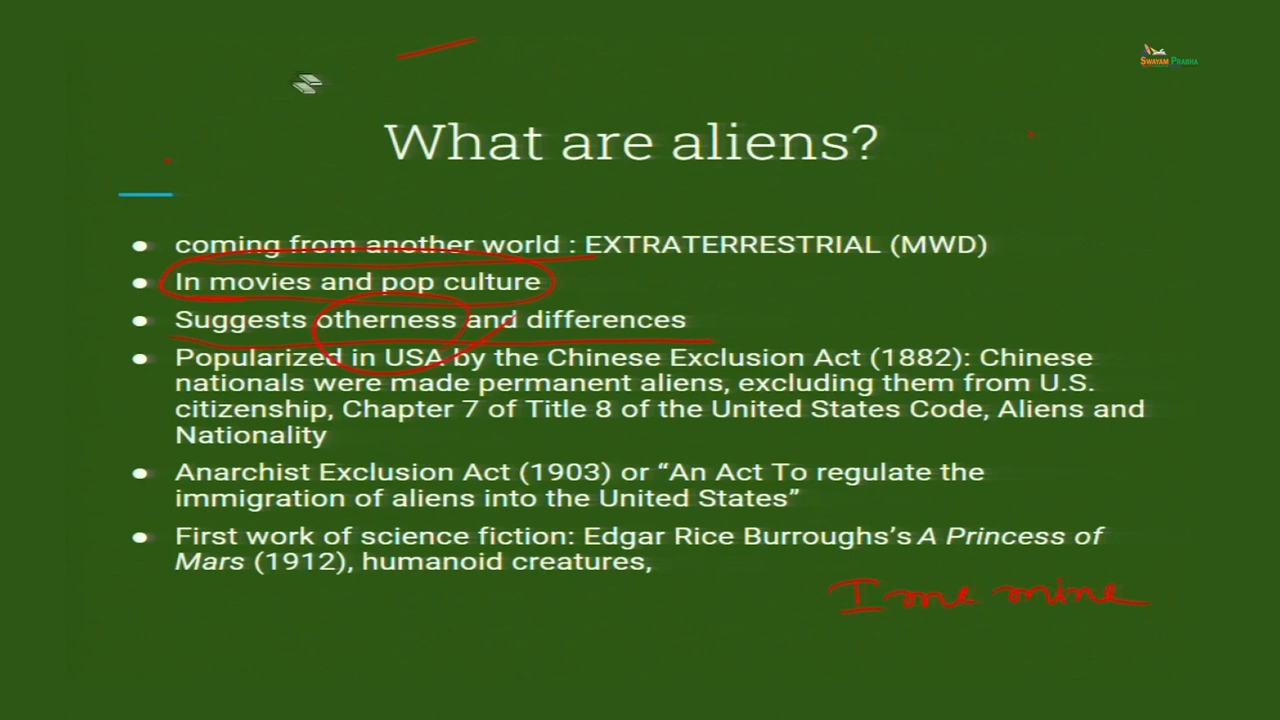 SWAYAM PRABHA
What are aliens?
● coming from another world : EXTRATERRESTRIAL (MWD)
● In movies and pop culture
● Suggests otherness and differences
● Popularized in USA by the Chinese Exclusion Act (1882): Chinese
nationals were made permanent aliens, excluding them from U.S.
citizenship, Chapter 7 of Title 8 of the United States Code, Aliens and
Nationality
● Anarchist Exclusion Act (1903) or “An Act To regulate the
immigration of aliens into the United States”
● First work of science fiction: Edgar Rice Burroughs’s A Princess of
Mars (1912), humanoid creatures,
I me mine